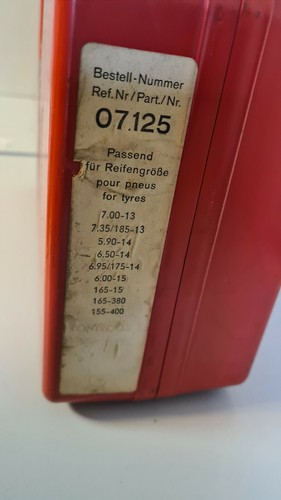 Bestell-Nummer
Ref.Nr/Part./Nr.
07.125
Passend
für Reifengröße
pour pneus
for tyres
7.00-13
7.35/185-13
5.90-14
6.50-14
6.95/175-14
6.00-15
165-15
165-380
155-400